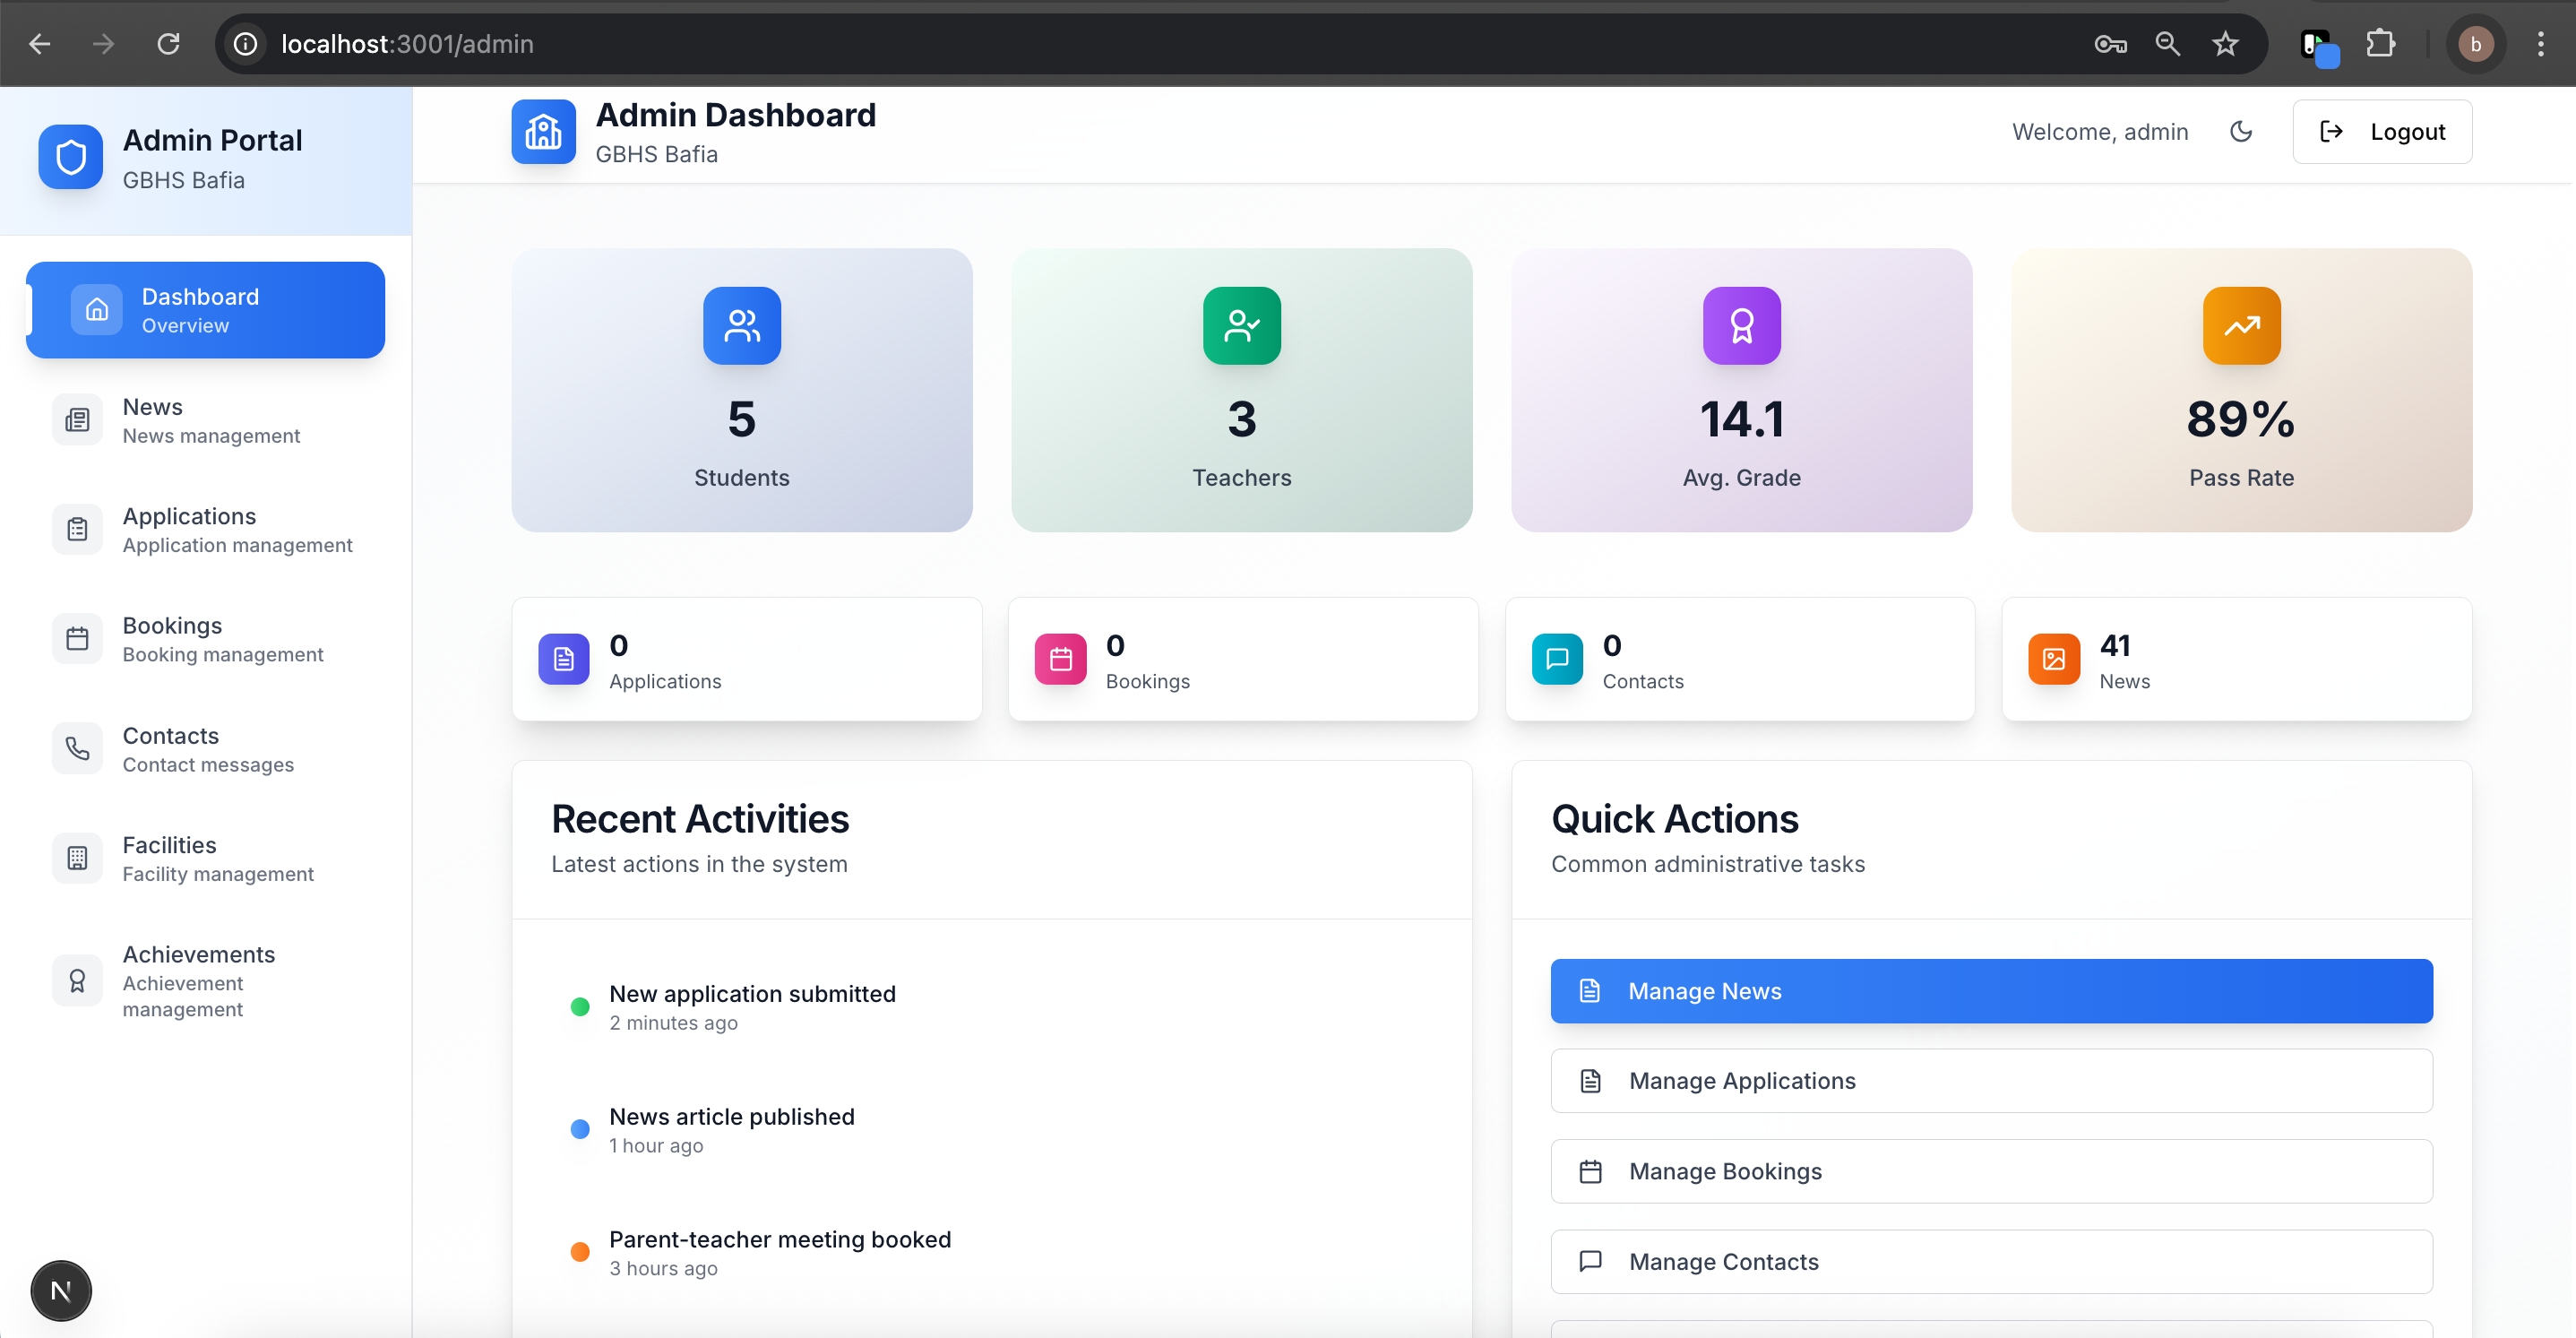 localhost:3001/admin
b
Admin Portal
GBHS Bafia
Dashboard
Overview
News
News management
Applications
Application management
Bookings
Booking management
Contacts
Contact messages
Facilities
Facility management
Achievements
Achievement
management
N
Admin Dashboard
GBHS Bafia
Welcome, admin
Logout
5
Students
3
Teachers
14.1
Avg. Grade
89%
Pass Rate
0
Applications
0
Bookings
0
Contacts
41
News
Recent Activities
Latest actions in the system
New application submitted
2 minutes ago
News article published
1 hour ago
Parent-teacher meeting booked
3 hours ago
Quick Actions
Common administrative tasks
Manage News
Manage Applications
Manage Bookings
Manage Contacts